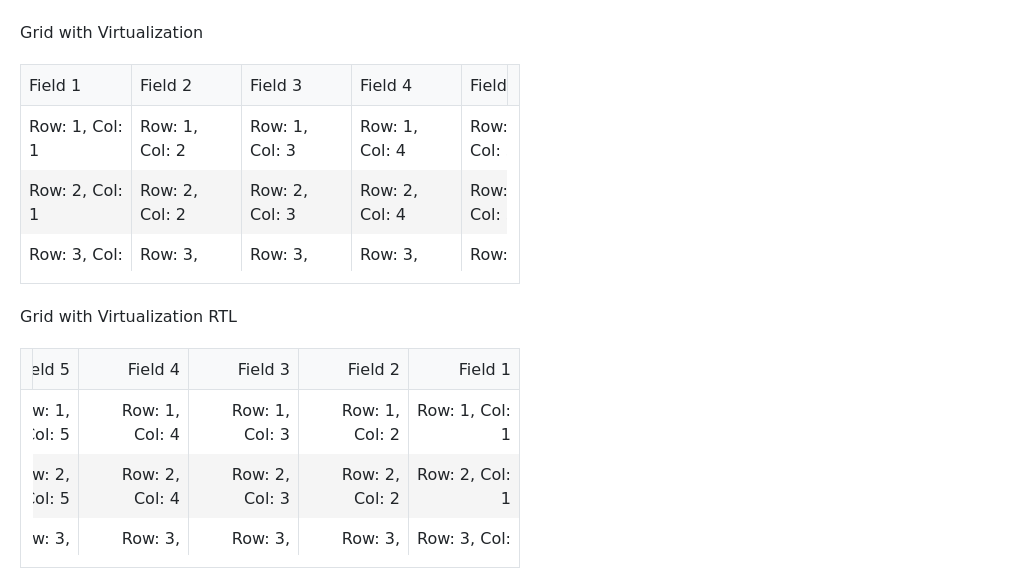 Grid with Virtualization
Field 1 Field 2 Field 3 Field 4 Field
Row: 1, Col: Row: 1, Row: 1, Row: 1, Row:
1 Col: 2 Col: 3 Col: 4 Col:
Row: 2, Col: Row: 2, Row: 2, Row: 2, Row:
1 Col: 2 Col: 3 Col: 4 Col:
Row: 3, Col: Row: 3, Row: 3, Row: 3, Row:
Grid with Virtualization RTL
eld 5 Field 4 Field 3 Field 2 Field 1
w: 1, Row: 1, Row: 1, Row: 1, Row: 1, Col:
ol: 5 Col: 4 Col: 3 Col: 2 1
w: 2, Row: 2, Row: 2, Row: 2, Row: 2, Col:
ol: 5 Col: 4 Col: 3 Col: 2 1
w: 3, Row: 3, Row: 3, Row: 3, Row: 3, Col: